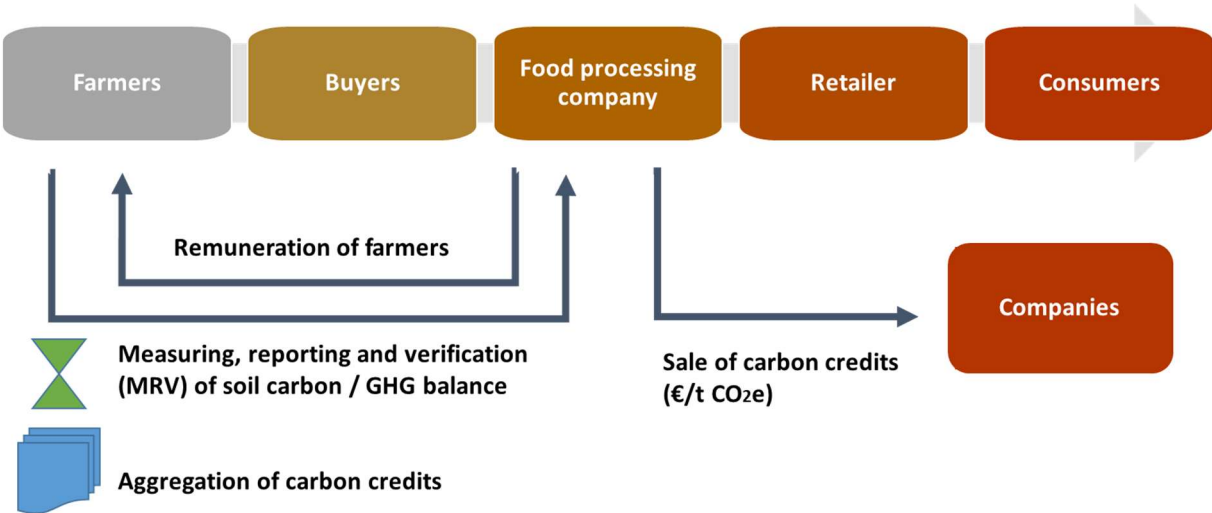 Farmers
Buyers
Food processing
company
Retailer
Consumers
Remuneration of farmers
Companies
Measuring, reporting and verification
(MRV) of soil carbon / GHG balance
Sale of carbon credits
(€/t CO2e)
Aggregation of carbon credits